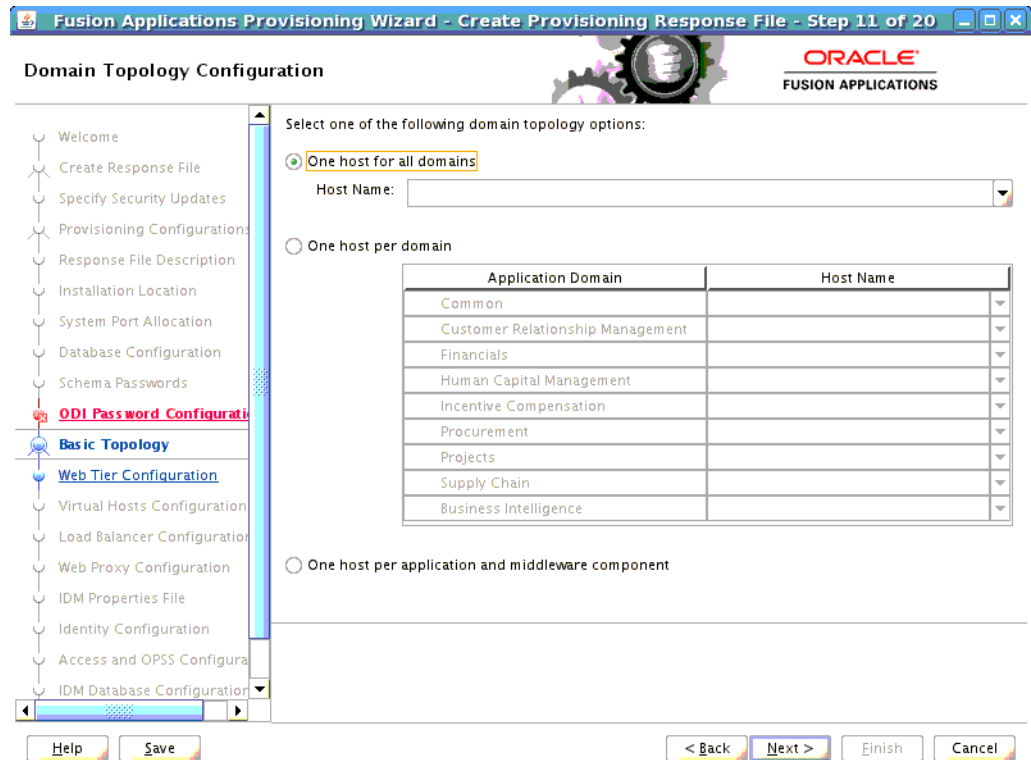 Fusion Applications Provisioning Wizard - Create Provisioning Response File - Step 11 of 20
Domain Topology Configuration
ORACLE
FUSION APPLICATIONS
Welcome
Create Response File
Specify Security Updates
Provisioning Configurations
Response File Description
Installation Location
System Port Allocation
Database Configuration
Schema Passwords
ODI Password Configurati
Basic Topology
Web Tier Configuration
Virtual Hosts Configuration
Load Balancer Configuration
Web Proxy Configuration
IDM Properties File
Identity Configuration
Access and OPSS Configura
IDM Database Configuration
Select one of the following domain topology options:
One host for all domains
Host Name:
One host per domain
Application Domain Host Name
Common
Customer Relationship Management
Financials
Human Capital Management
Incentive Compensation
Procurement
Projects
Supply Chain
Business Intelligence
One host per application and middleware component
Help Save < Back Next > Finish Cancel